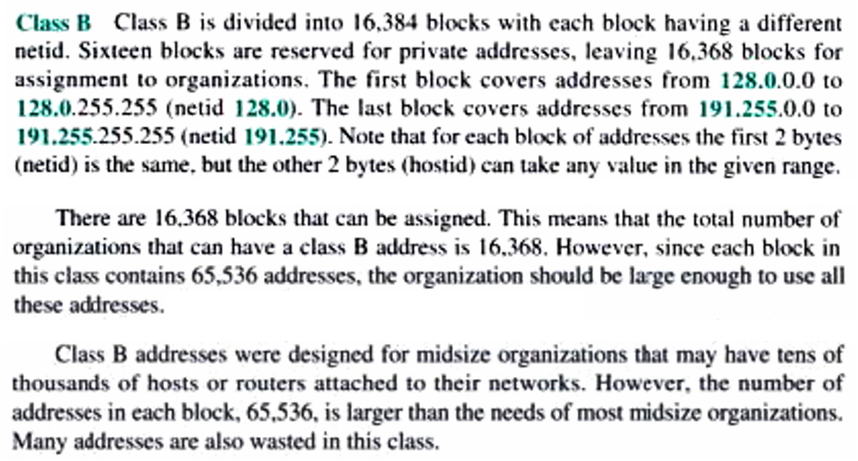 Class B Class B is divided into 16,384 blocks with each block having a different
netid. Sixteen blocks are reserved for private addresses, leaving 16,368 blocks for
assignment to organizations. The first block covers addresses from 128.0.0.0 to
128.0.255.255 (netid 128.0). The last block covers addresses from 191.255.0.0 to
191.255.255.255 (netid 191.255). Note that for each block of addresses the first 2 bytes
(netid) is the same, but the other 2 bytes (hostid) can take any value in the given range.
There are 16,368 blocks that can be assigned. This means that the total number of
organizations that can have a class B address is 16,368. However, since each block in
this class contains 65,536 addresses, the organization should be large enough to use all
these addresses.
Class B addresses were designed for midsize organizations that may have tens of
thousands of hosts or routers attached to their networks. However, the number of
addresses in each block, 65,536, is larger than the needs of most midsize organizations.
Many addresses are also wasted in this class.